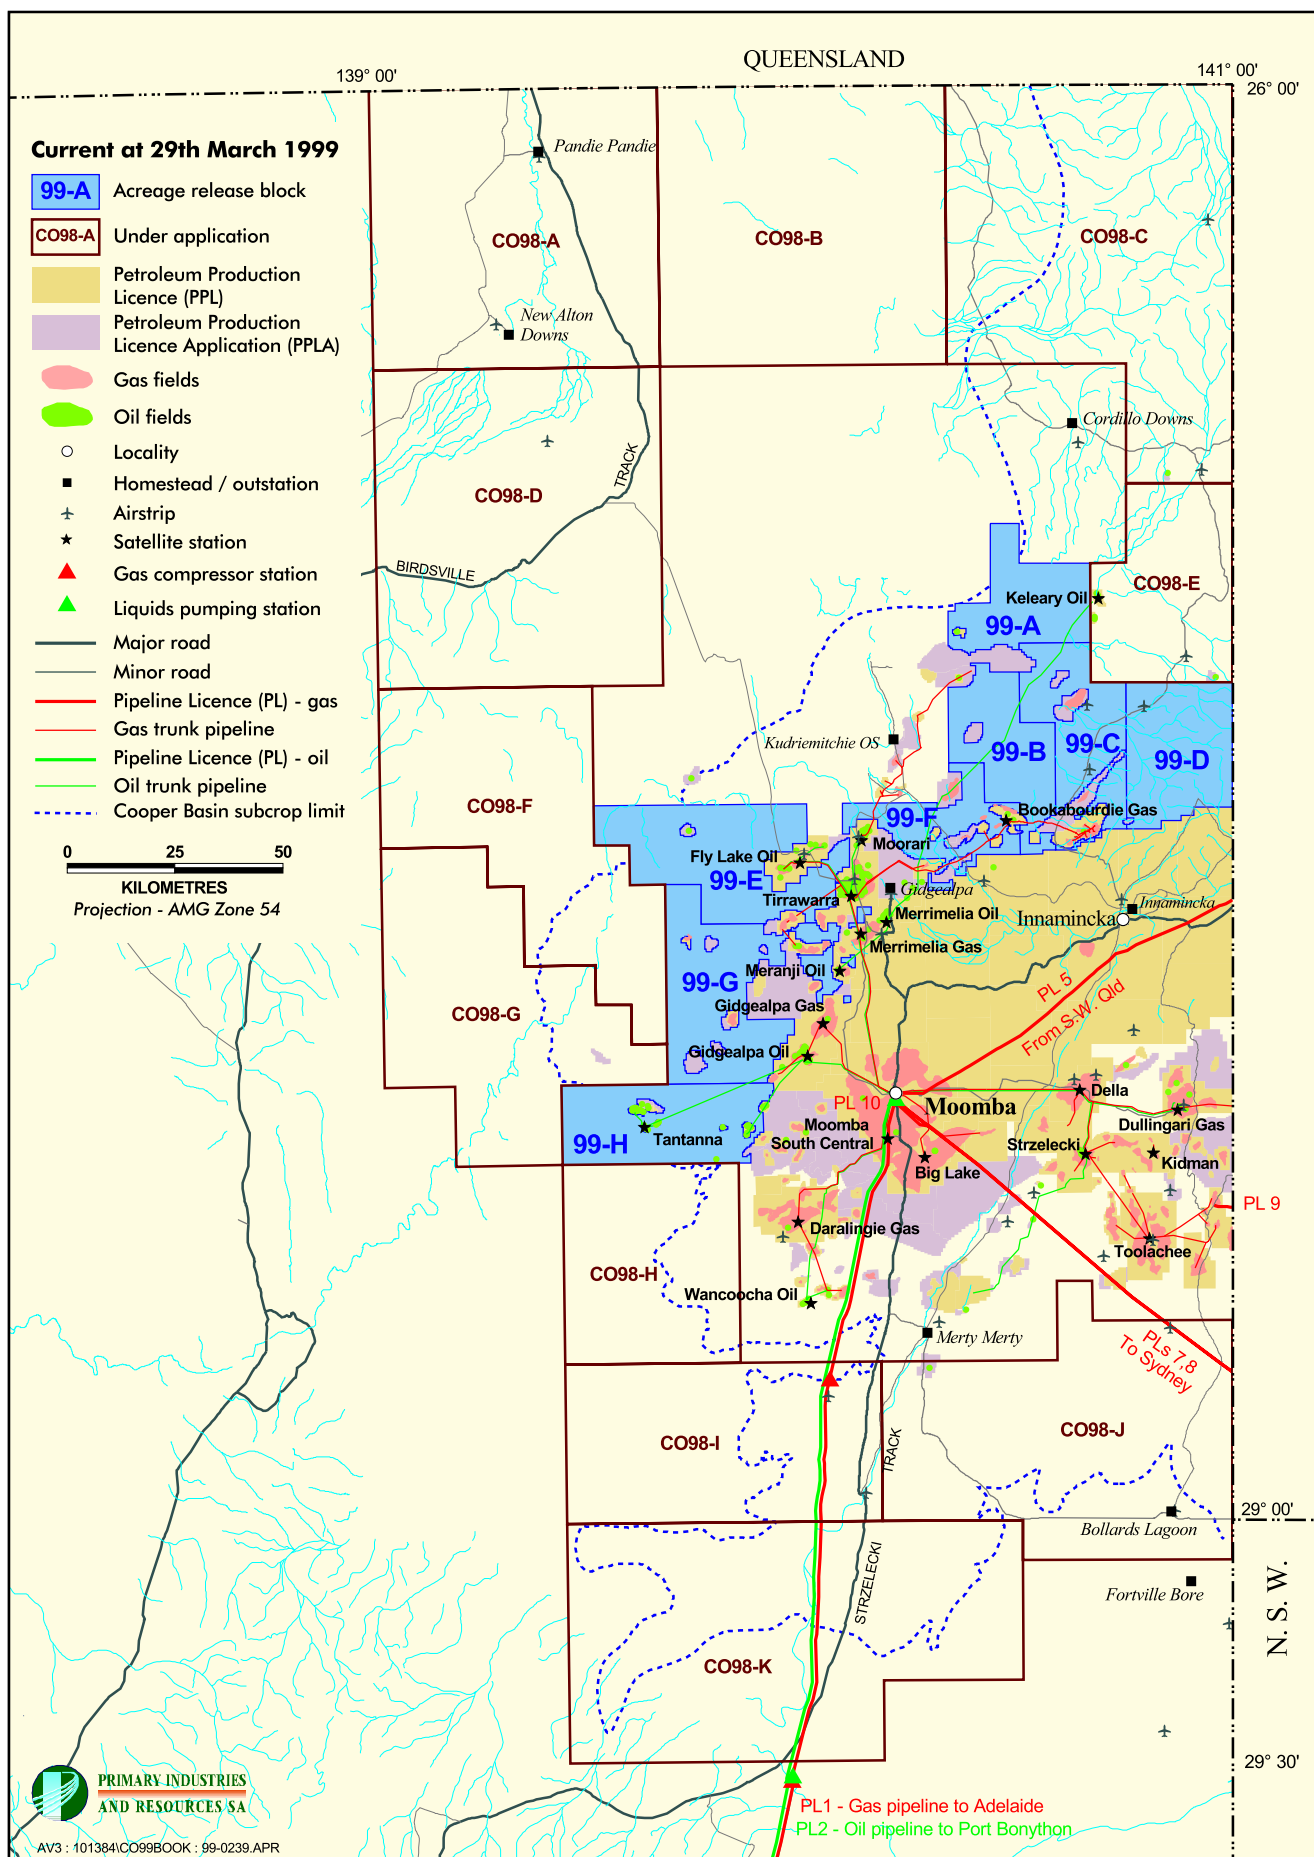 QUEENSLAND
139° 00'
141° 00'
26° 00'
Current at 29th March 1999
99-A
Acreage release block
CO98-A
Under application
Petroleum Production
Licence (PPL)
Petroleum Production
Licence Application (PPLA)
Gas fields
Oil fields
Locality
Homestead / outstation
Airstrip
Satellite station
Gas compressor station
Liquids pumping station
Major road
Minor road
Pipeline Licence (PL) - gas
Gas trunk pipeline
Pipeline Licence (PL) - oil
Oil trunk pipeline
Cooper Basin subcrop limit
0 25 50
KILOMETRES
Projection - AMG Zone 54
Pandie Pandie
CO98-A
CO98-B
CO98-C
New Alton
Downs
Cordillo Downs
TRACK
CO98-D
BIRDSVILLE
CO98-E
Keleary Oil
99-A
Kudriemitchie OS
99-B
99-C
99-D
CO98-F
99-F
Bookabourdie Gas
Moorari
Fly Lake Oil
99-E
Gidgealpa
Tirrawarra
Innamincka
Merrimelia Oil
Innamincka
Merrimelia Gas
Meranji Oil
99-G
PL 5
From S-W. Qld
Gidgealpa Gas
CO98-G
Gidgealpa Oil
Della
PL 10
Moomba
Dullingari Gas
Moomba
South Central
Tantanna
99-H
Strzelecki
Kidman
Big Lake
PL 9
Daralingie Gas
Toolachee
CO98-H
Wancoocha Oil
Merty Merty
PLs 7,8
To Sydney
CO98-I
CO98-J
TRACK
29° 00'
Bollards Lagoon
STRZELECKI
Fortville Bore
N. S. W.
CO98-K
29° 30'
PRIMARY INDUSTRIES
AND RESOURCES SA
PL1 - Gas pipeline to Adelaide
PL2 - Oil pipeline to Port Bonython
AV3 : 101384\CO99BOOK : 99-0239.APR